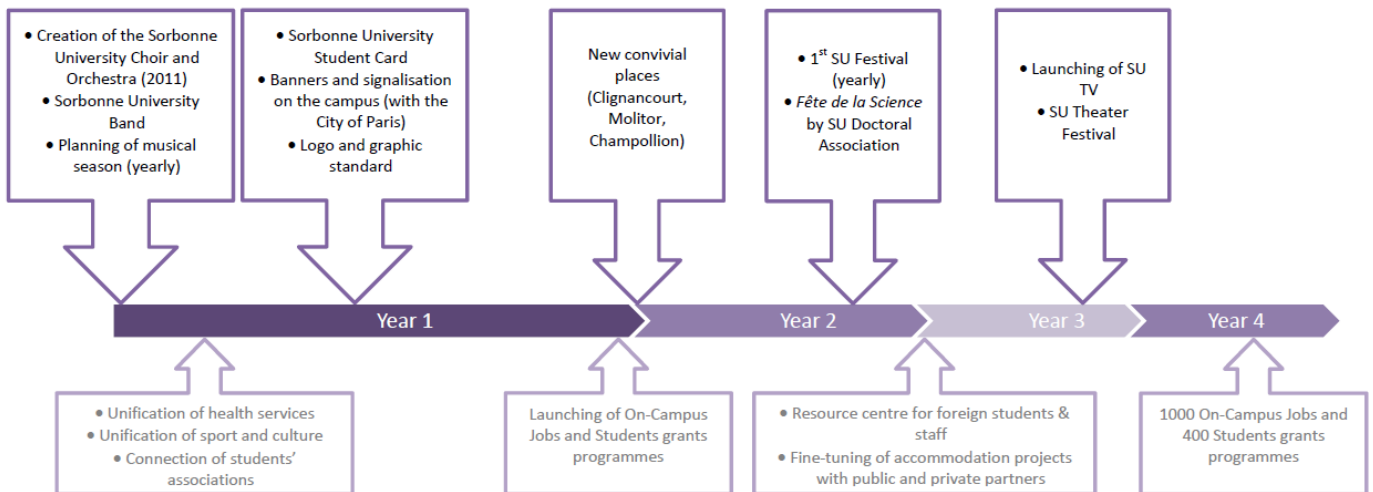 • Creation of the Sorbonne
University Choir and
Orchestra (2011)
• Sorbonne University
Band
• Planning of musical
season (yearly)
• Sorbonne University
Student Card
• Banners and signalisation
on the campus (with the
City of Paris)
• Logo and graphic
standard
New convivial
places
(Clignancourt,
Molitor,
Champollion)
• 1st SU Festival
(yearly)
• Fête de la Science
by SU Doctoral
Association
• Launching of SU
TV
• SU Theater
Festival
Year 1
Year 2
Year 3
Year 4
• Unification of health services
• Unification of sport and culture
• Connection of students’
associations
Launching of On-Campus
Jobs and Students grants
programmes
• Resource centre for foreign students &
staff
• Fine-tuning of accommodation projects
with public and private partners
1000 On-Campus Jobs and
400 Students grants
programmes